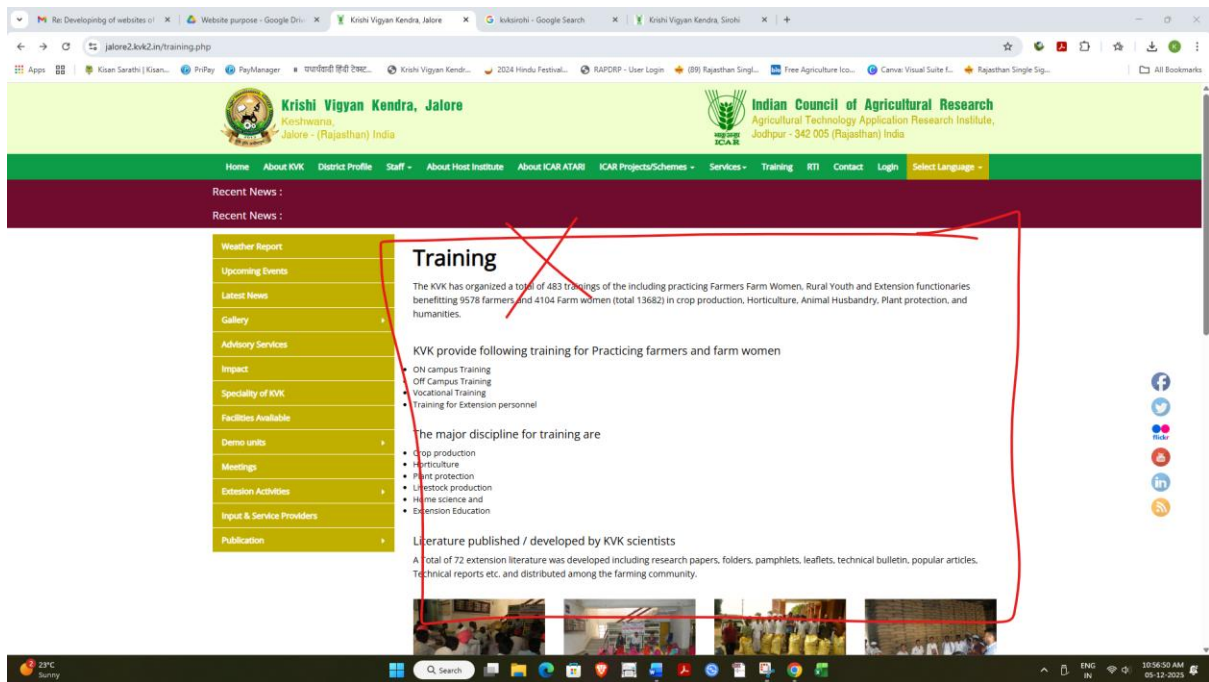 Re: Developinbg of websites of
Website purpose - Google Driv
Krishi Vigyan Kendra, Jalore
kvksirohi - Google Search
Krishi Vigyan Kendra, Sirohi
jalore2.kvk2.in/training.php
Apps
Kisan Sarathi | Kisan...
PriPay
PayManager
Krishi Vigyan Kendr...
2024 Hindu Festival...
RAPDRP - User Login
(89) Rajasthan Singl...
Free Agriculture Ico...
Canva: Visual Suite f...
Rajasthan Single Sig...
All Bookmarks
Krishi Vigyan Kendra, Jalore
Keshwana,
Jalore - (Rajasthan) India
Indian Council of Agricultural Research
Agricultural Technology Application Research Institute,
Jodhpur - 342 005 (Rajasthan) India
ICAR
Home About KVK District Profile Staff About Host Institute About ICAR ATARI ICAR Projects/Schemes Services Training RTI Contact Login Select Language
Recent News :
Recent News :
Weather Report
Upcoming Events
Latest News
Gallery
Advisory Services
Impact
Speciality of KVK
Facilities Available
Demo units
Meetings
Extesion Activities
Input & Service Providers
Publication
Training
The KVK has organized a total of 483 trainings of the including practicing Farmers Farm Women, Rural Youth and Extension functionaries
benefitting 9578 farmers and 4104 Farm women (total 13682) in crop production, Horticulture, Animal Husbandry, Plant protection, and
humanities.
KVK provide following training for Practicing farmers and farm women
ON campus Training
Off Campus Training
Vocational Training
Training for Extension personnel
The major discipline for training are
Crop production
Horticulture
Plant protection
Livestock production
Home science and
Extension Education
Literature published / developed by KVK scientists
A Total of 72 extension literature was developed including research papers, folders, pamphlets, leaflets, technical bulletin, popular articles,
Technical reports etc. and distributed among the farming community.
flickr
23°C
Sunny
Search
ENG
IN
10:56:50 AM
05-12-2025